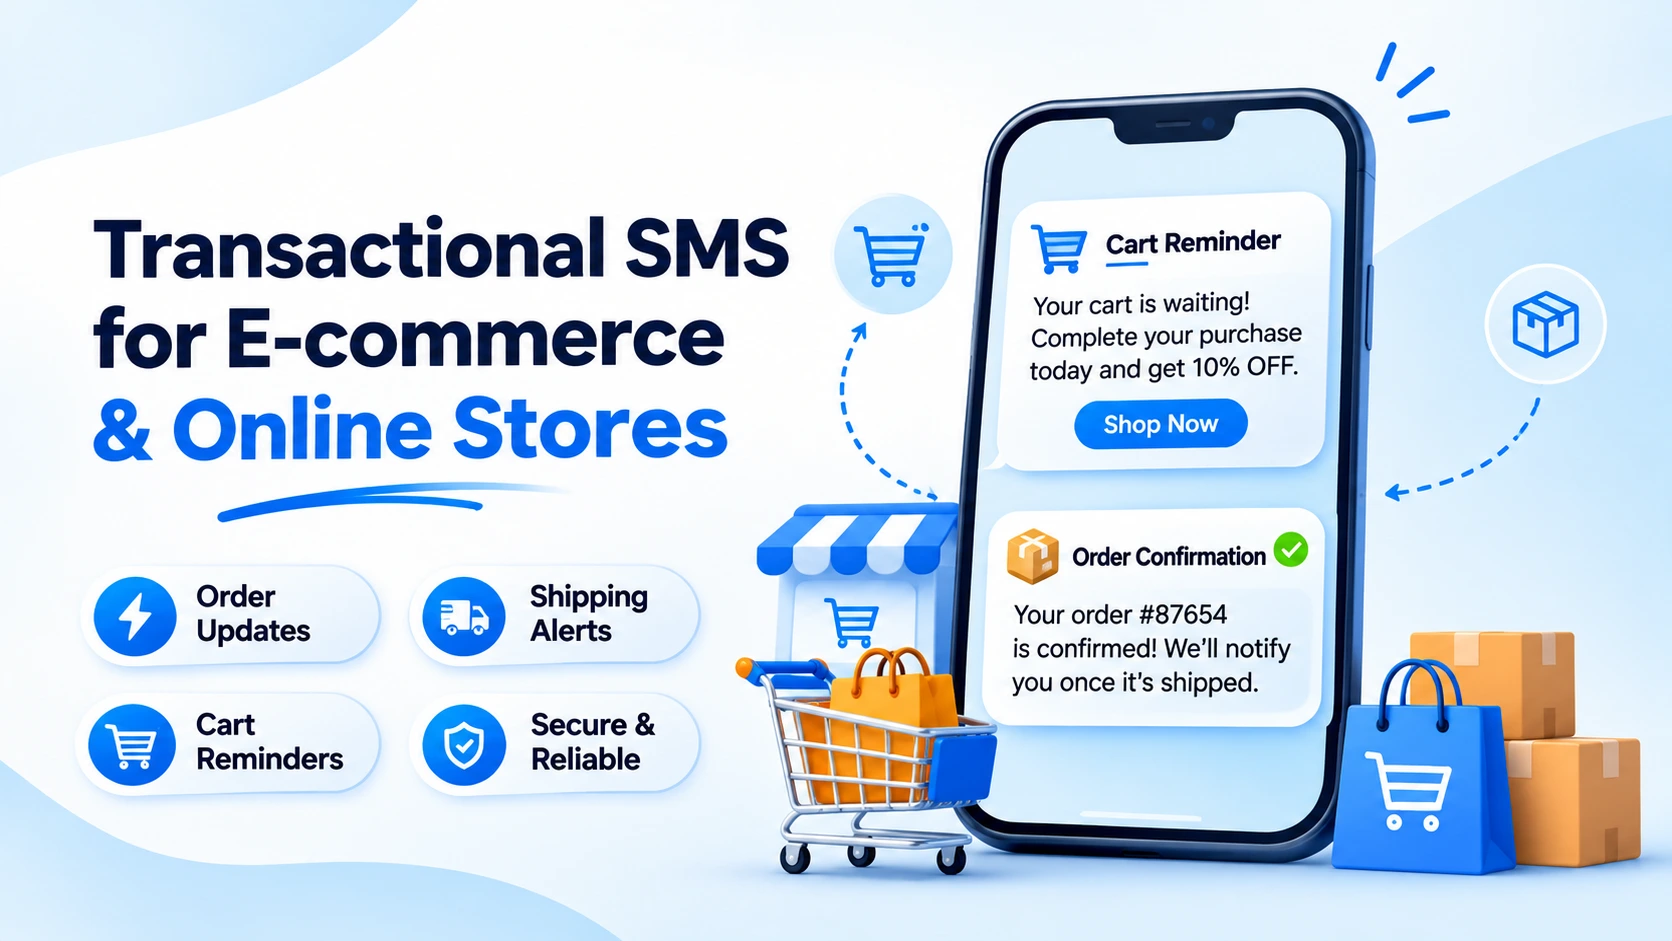 Transactional SMS
for E-commerce
& Online Stores
Order
Updates
Shipping
Alerts
Cart
Reminders
Secure &
Reliable
Cart Reminder
Your cart is waiting!
Complete your purchase
today and get 10% OFF.
Shop Now
Order Confirmation
Your order #87654
is confirmed! We’ll notify
you once it’s shipped.